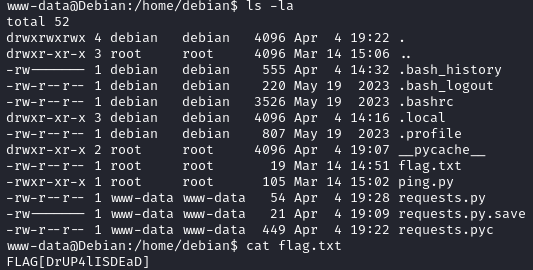 www-data@Debian:/home/debian$ ls -la
total 52
drwxrwxrwx 4 debian   debian   4096 Apr  4 19:22 .
drwxr-xr-x 3 root     root     4096 Mar 14 15:06 ..
-rw------- 1 debian   debian    555 Apr  4 14:32 .bash_history
-rw-r--r-- 1 debian   debian    220 May 19  2023 .bash_logout
-rw-r--r-- 1 debian   debian   3526 May 19  2023 .bashrc
drwxr-xr-x 3 debian   debian   4096 Apr  4 14:16 .local
-rw-r--r-- 1 debian   debian    807 May 19  2023 .profile
drwxr-xr-x 2 root     root     4096 Apr  4 19:07 __pycache__
-rw-r--r-- 1 root     root       19 Mar 14 14:51 flag.txt
-rwxr-xr-x 1 root     root      105 Mar 14 15:02 ping.py
-rw-r--r-- 1 www-data www-data   54 Apr  4 19:28 requests.py
-rw------- 1 www-data www-data   21 Apr  4 19:09 requests.py.save
-rw-r--r-- 1 www-data www-data  449 Apr  4 19:22 requests.pyc
www-data@Debian:/home/debian$ cat flag.txt
FLAG[DrUP4lISDEaD]